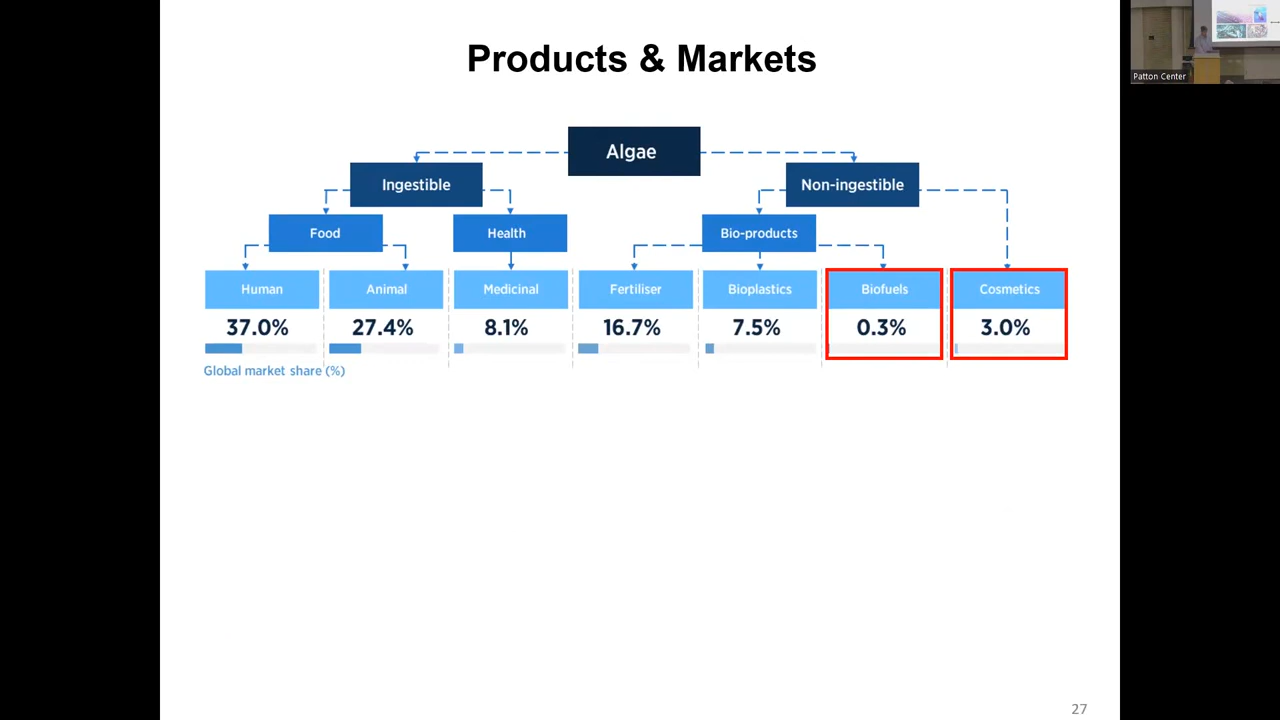 Products & Markets
Patton Center
Algae
Ingestible
Non-ingestible
Food
Health
Bio-products
Human
Animal
Medicinal
Fertiliser
Bioplastics
Biofuels
Cosmetics
37.0%
27.4%
8.1%
16.7%
7.5%
0.3%
3.0%
Global market share (%)
27